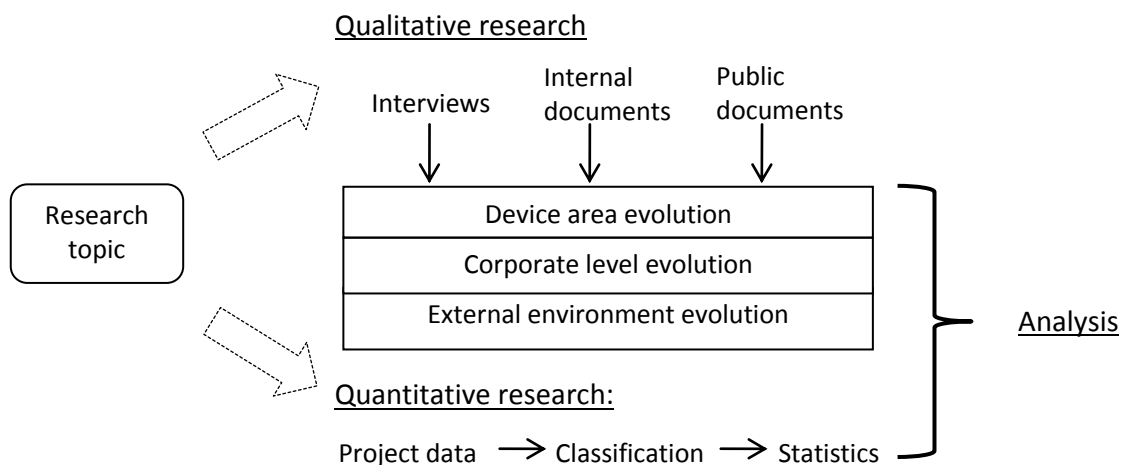 Qualitative research
Interviews
Internal
documents
Public
documents
Research
topic
Device area evolution
Corporate level evolution
External environment evolution
Analysis
Quantitative research:
Project data
Classification
Statistics